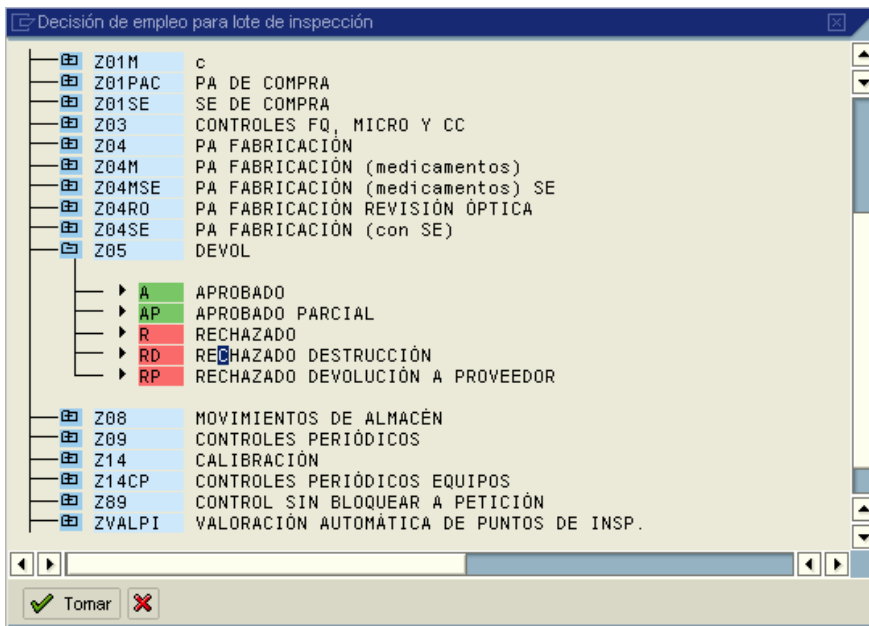 Decisión de empleo para lote de inspección
Z01M c
Z01PAC PA DE COMPRA
Z01SE SE DE COMPRA
Z03 CONTROLES FQ, MICRO Y CC
Z04 PA FABRICACIÓN
Z04M PA FABRICACIÓN (medicamentos)
Z04MSE PA FABRICACIÓN (medicamentos) SE
Z04RO PA FABRICACIÓN REVISIÓN ÓPTICA
Z04SE PA FABRICACIÓN (con SE)
Z05 DEVOL
A APROBADO
AP APROBADO PARCIAL
R RECHAZADO
RD RECHAZADO DESTRUCCIÓN
RP RECHAZADO DEVOLUCIÓN A PROVEEDOR
Z08 MOVIMIENTOS DE ALMACÉN
Z09 CONTROLES PERIÓDICOS
Z14 CALIBRACIÓN
Z14CP CONTROLES PERIÓDICOS EQUIPOS
Z89 CONTROL SIN BLOQUEAR A PETICIÓN
ZVALPI VALORACIÓN AUTOMÁTICA DE PUNTOS DE INSP.
Tomar